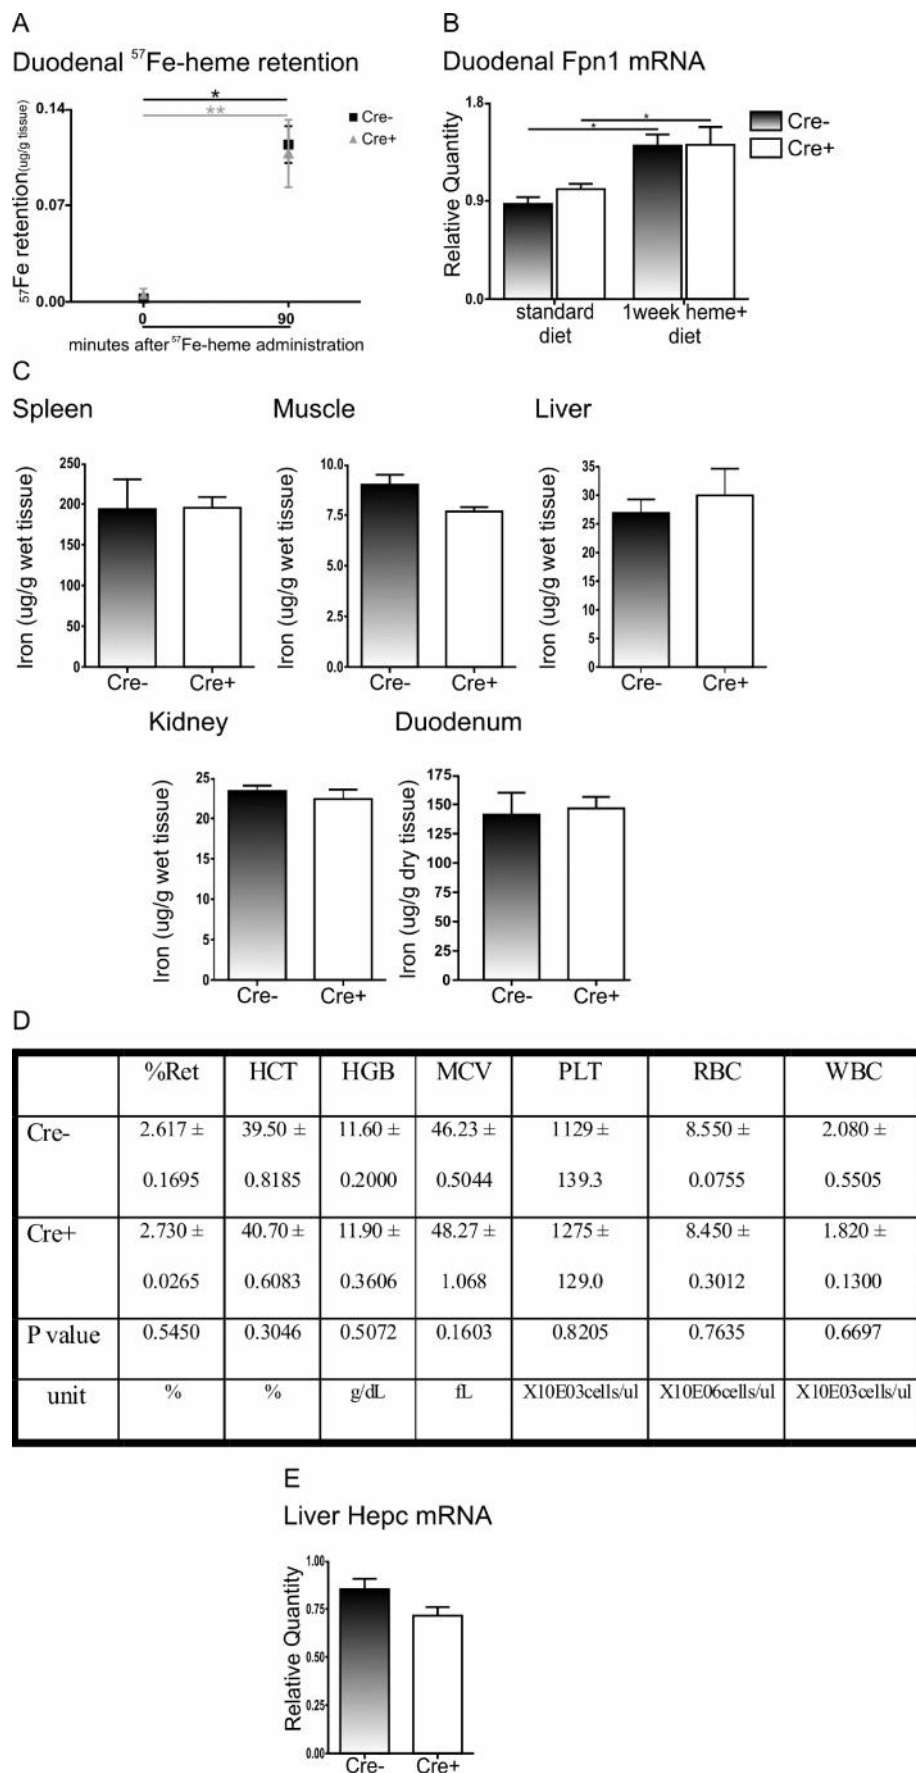 A
Duodenal ⁵⁷Fe-heme retention
* 
**
0.14
0.07
0.00
⁵⁷Fe retention(ug/g tissue)
Cre-
Cre+
0 90
minutes after ⁵⁷Fe-heme administration
B
Duodenal Fpn1 mRNA
1.8
0.9
1.8
0.0
Relative Quantity
*
*
Cre-
Cre+
standard diet
1week heme+ diet
C
Spleen
Iron (ug/g wet tissue)
250
200
150
100
50
0
Cre- Cre+
Muscle
Iron (ug/g wet tissue)
10.0
7.5
5.0
2.5
0.0
Cre- Cre+
Liver
Iron (ug/g wet tissue)
35
30
25
20
15
10
5
0
Cre- Cre+
Kidney
Iron (ug/g wet tissue)
25
20
15
10
5
0
Cre- Cre+
Duodenum
Iron (ug/g dry tissue)
175
150
125
100
75
50
25
0
Cre- Cre+
D
%Ret HCT HGB MCV PLT RBC WBC
Cre- 2.617 ± 39.50 ± 11.60 ± 46.23 ± 1129 ± 8.550 ± 2.080 ±
0.1695 0.8185 0.2000 0.5044 139.3 0.0755 0.5505
Cre+ 2.730 ± 40.70 ± 11.90 ± 48.27 ± 1275 ± 8.450 ± 1.820 ±
0.0265 0.6083 0.3606 1.068 129.0 0.3012 0.1300
P value 0.5450 0.3046 0.5072 0.1603 0.8205 0.7635 0.6697
unit % % g/dL fL X10E03cells/ul X10E06cells/ul X10E03cells/ul
E
Liver Hepc mRNA
Relative Quantity
1.00
0.75
0.50
0.25
0.00
Cre- Cre+